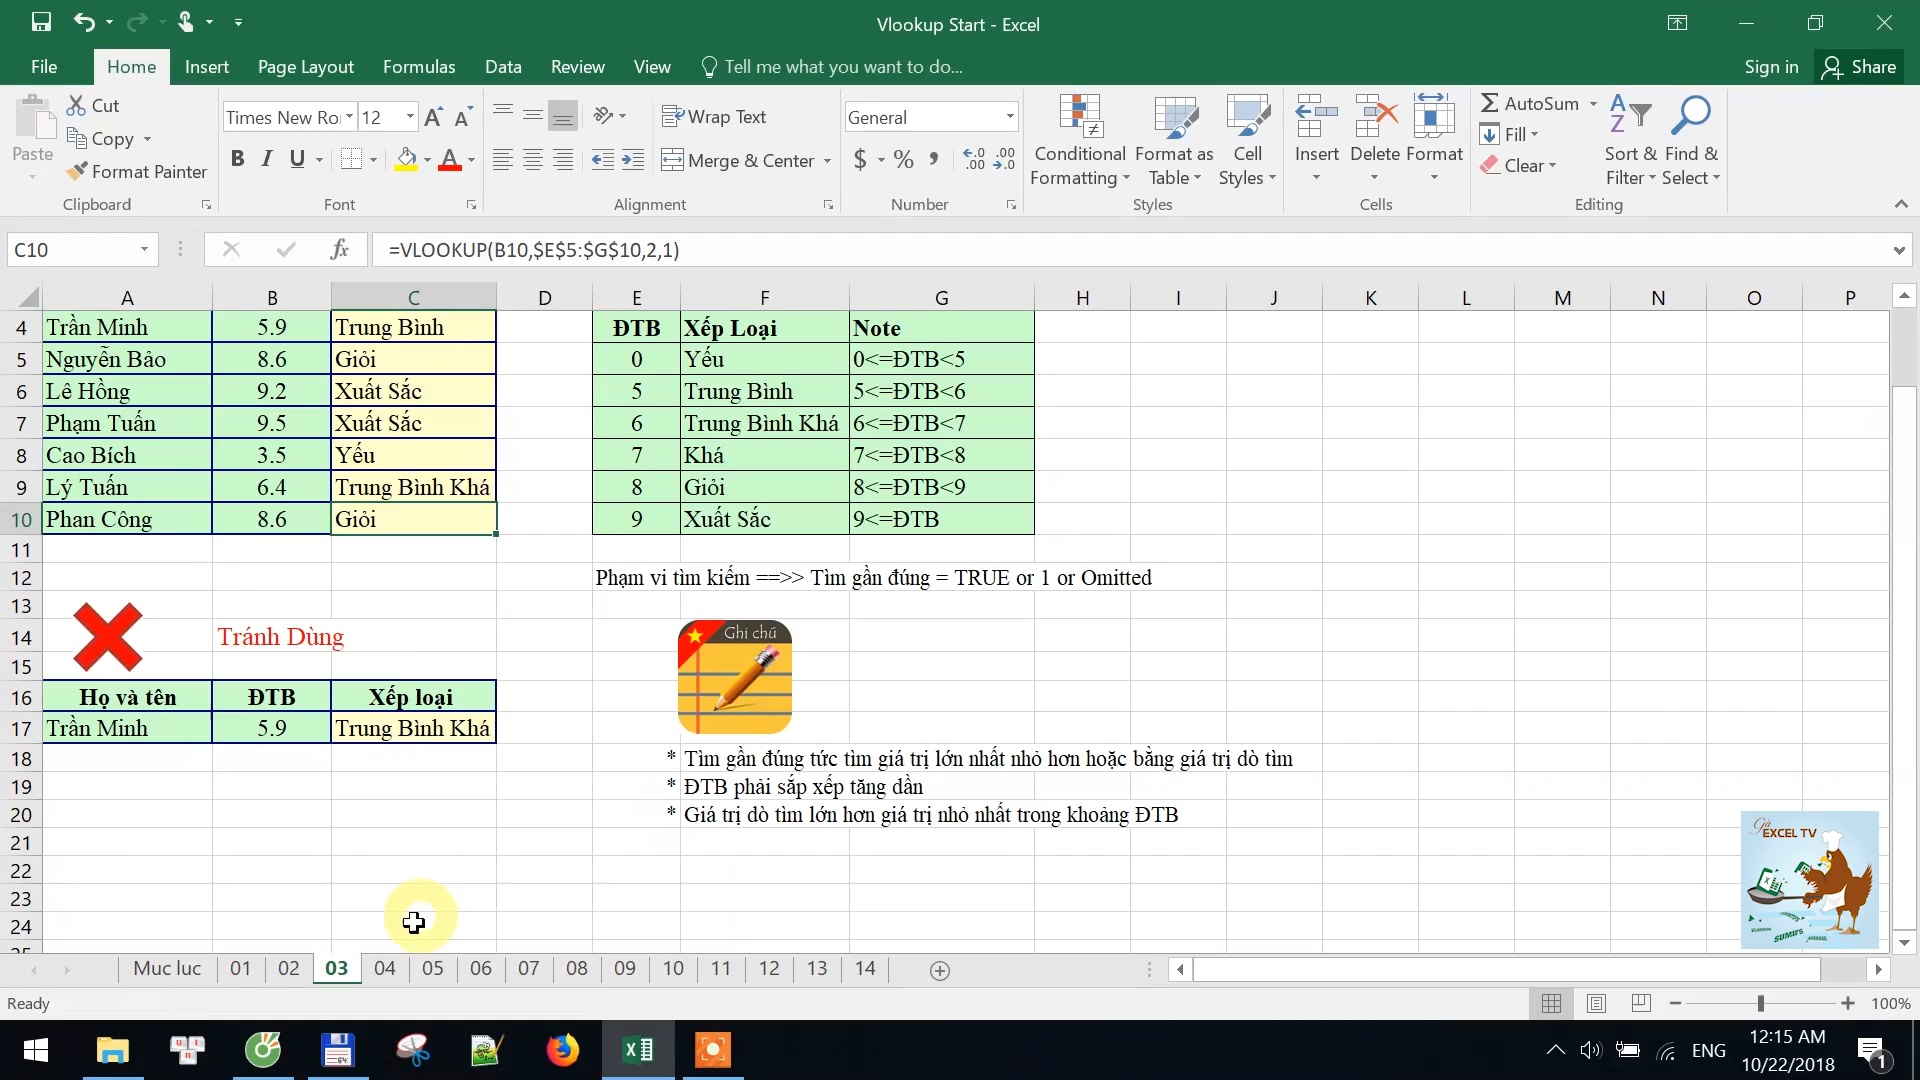 Vlookup Start - Excel
File Home Insert Page Layout Formulas Data Review View Tell me what you want to do... Sign in Share
Cut
Copy
Format Painter
Paste
Clipboard
Times New Ro 12
B I U
Font
Wrap Text
Merge & Center
Alignment
General
$ % ,
Number
Conditional Formatting
Format as Table
Cell Styles
Styles
Insert
Delete
Format
Cells
AutoSum
Fill
Clear
Sort & Filter
Find & Select
Editing
C10 fx =VLOOKUP(B10,$E$5:$G$10,2,1)
A B C D E F G H I J K L M N O P
4 Trần Minh 5.9 Trung Bình ĐTB Xếp Loại Note
5 Nguyễn Bảo 8.6 Giỏi 0 Yếu 0<=ĐTB<5
6 Lê Hồng 9.2 Xuất Sắc 5 Trung Bình 5<=ĐTB<6
7 Phạm Tuấn 9.5 Xuất Sắc 6 Trung Bình Khá 6<=ĐTB<7
8 Cao Bích 3.5 Yếu 7 Khá 7<=ĐTB<8
9 Lý Tuấn 6.4 Trung Bình Khá 8 Giỏi 8<=ĐTB<9
10 Phan Công 8.6 Giỏi 9 Xuất Sắc 9<=ĐTB
11
12 Phạm vi tìm kiếm ==>> Tìm gần đúng = TRUE or 1 or Omitted
13
14 Tránh Dùng Ghi chú
15
16 Họ và tên ĐTB Xếp loại
17 Trần Minh 5.9 Trung Bình Khá
18 * Tìm gần đúng tức tìm giá trị lớn nhất nhỏ hơn hoặc bằng giá trị dò tìm
19 * ĐTB phải sắp xếp tăng dần
20 * Giá trị dò tìm lớn hơn giá trị nhỏ nhất trong khoảng ĐTB
21
22
23
24
25
Gà EXCEL TV
SUMIFS
Muc luc 01 02 03 04 05 06 07 08 09 10 11 12 13 14
Ready 100%
ENG 12:15 AM
10/22/2018
1